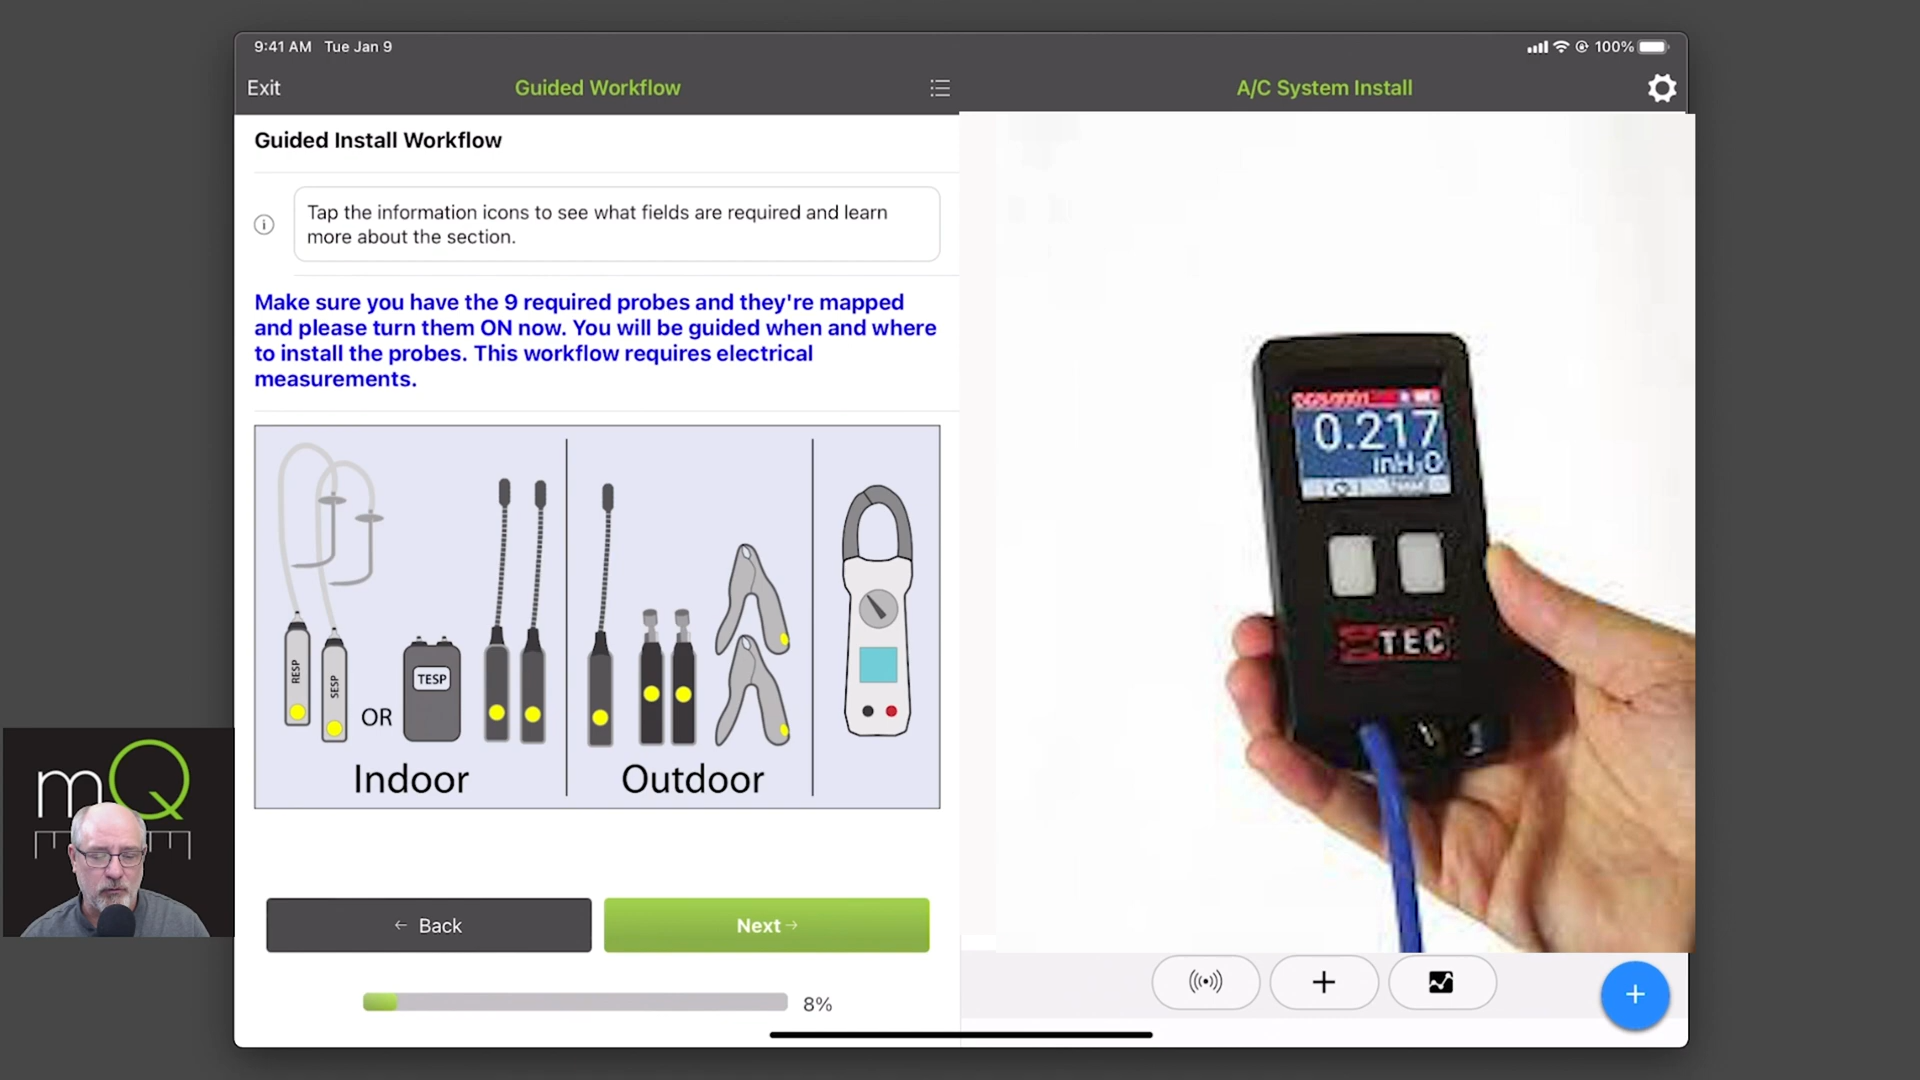 9:41 AM Tue Jan 9
100%
Exit
Guided Workflow
A/C System Install
Guided Install Workflow
Tap the information icons to see what fields are required and learn
more about the section.
Make sure you have the 9 required probes and they're mapped
and please turn them ON now. You will be guided when and where
to install the probes. This workflow requires electrical
measurements.
RESP
SESP
OR
TESP
Indoor
Outdoor
0.217
inH2O
TEC
mQ
← Back
Next →
8%